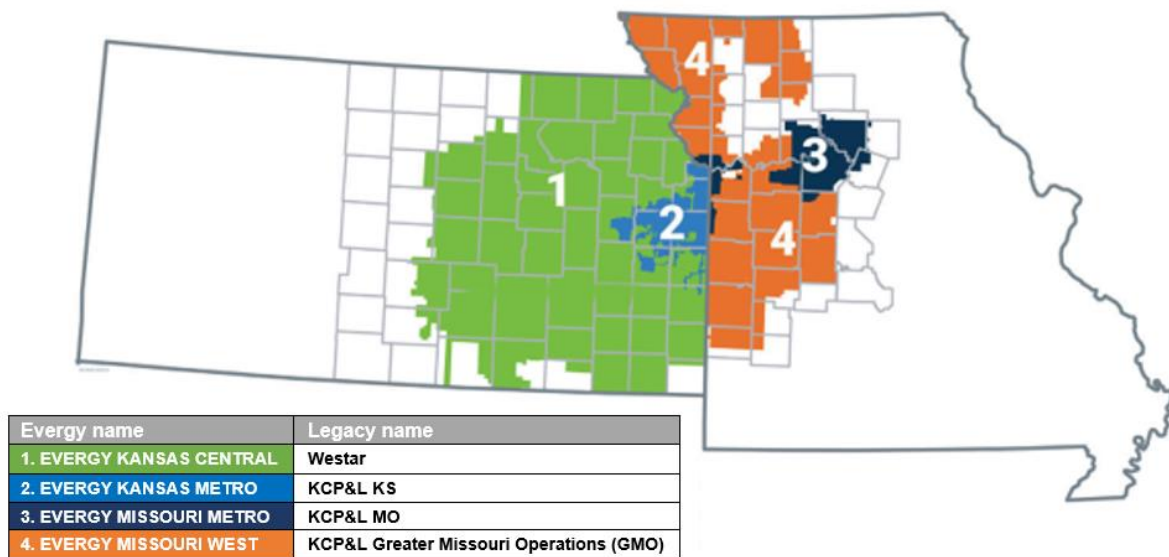 4
3
1
2
4
Evergy name Legacy name
1. EVERGY KANSAS CENTRAL Westar
2. EVERGY KANSAS METRO KCP&L KS
3. EVERGY MISSOURI METRO KCP&L MO
4. EVERGY MISSOURI WEST KCP&L Greater Missouri Operations (GMO)